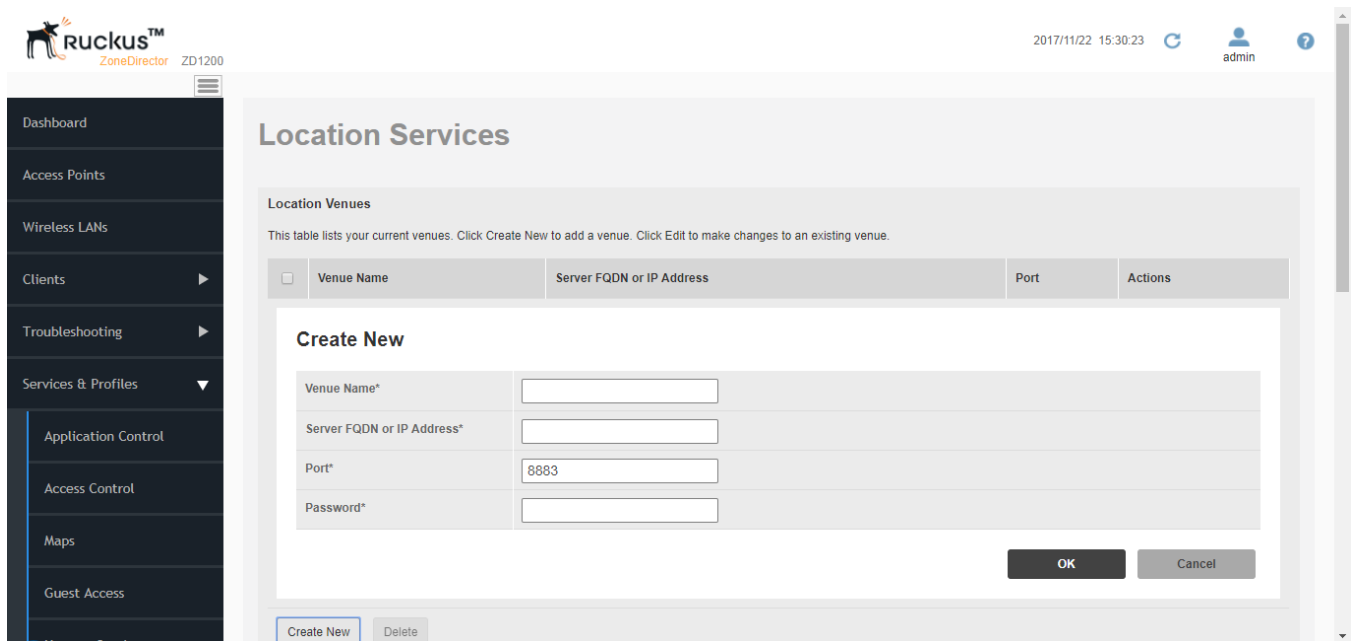 Ruckus™
ZoneDirector ZD1200
2017/11/22 15:30:23
admin
?
Dashboard
Access Points
Wireless LANs
Clients
Troubleshooting
Services & Profiles
Application Control
Access Control
Maps
Guest Access
Location Services
Location Venues
This table lists your current venues. Click Create New to add a venue. Click Edit to make changes to an existing venue.
Venue Name Server FQDN or IP Address Port Actions
Create New
Venue Name*
Server FQDN or IP Address*
Port* 8883
Password*
OK Cancel
Create New Delete